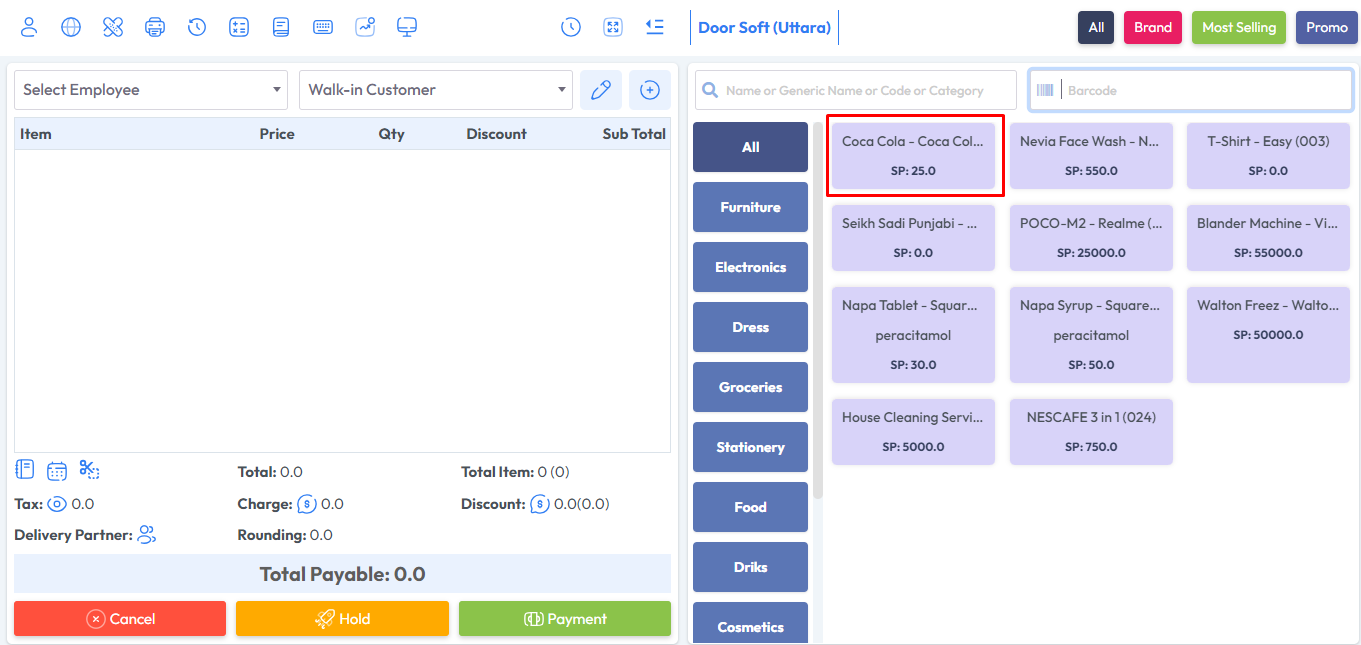 Door Soft (Uttara)
All
Brand
Most Selling
Promo
Select Employee
Walk-in Customer
Item Price Qty Discount Sub Total
Total: 0.0
Total Item: 0 (0)
Tax: 0.0
Charge: 0.0
Discount: 0.0(0.0)
Delivery Partner:
Rounding: 0.0
Total Payable: 0.0
Cancel
Hold
Payment
Name or Generic Name or Code or Category
Barcode
All
Furniture
Electronics
Dress
Groceries
Stationery
Food
Driks
Cosmetics
Coca Cola - Coca Col...
SP: 25.0
Nevia Face Wash - N...
SP: 550.0
T-Shirt - Easy (003)
SP: 0.0
Seikh Sadi Punjabi - ...
SP: 0.0
POCO-M2 - Realme (...
SP: 25000.0
Blander Machine - Vi...
SP: 55000.0
Napa Tablet - Squar...
peracitamol
SP: 30.0
Napa Syrup - Square...
peracitamol
SP: 50.0
Walton Freez - Walto...
SP: 50000.0
House Cleaning Servi...
SP: 5000.0
NESCAFE 3 in 1 (024)
SP: 750.0